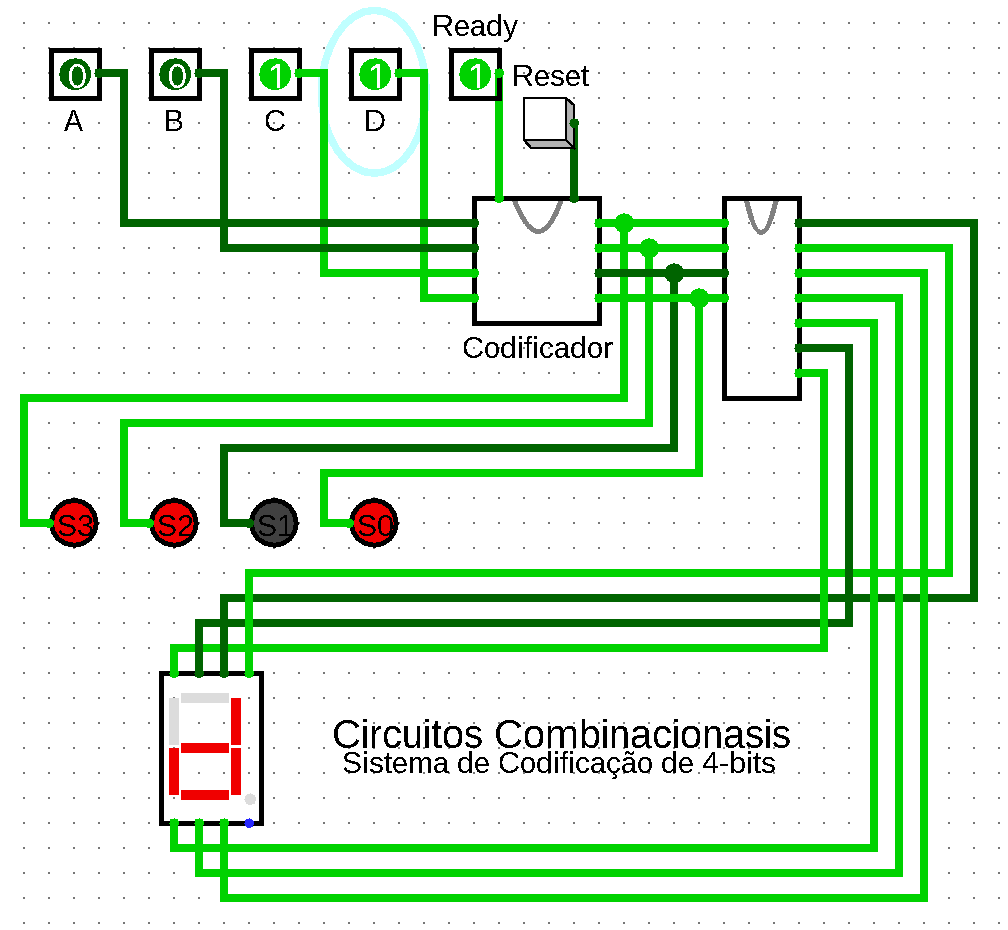 Ready
0 0 1 1 1
Reset
A B C D
Codificador
S3 S2 S1 S0
Circuitos Combinacionasis
Sistema de Codificação de 4-bits